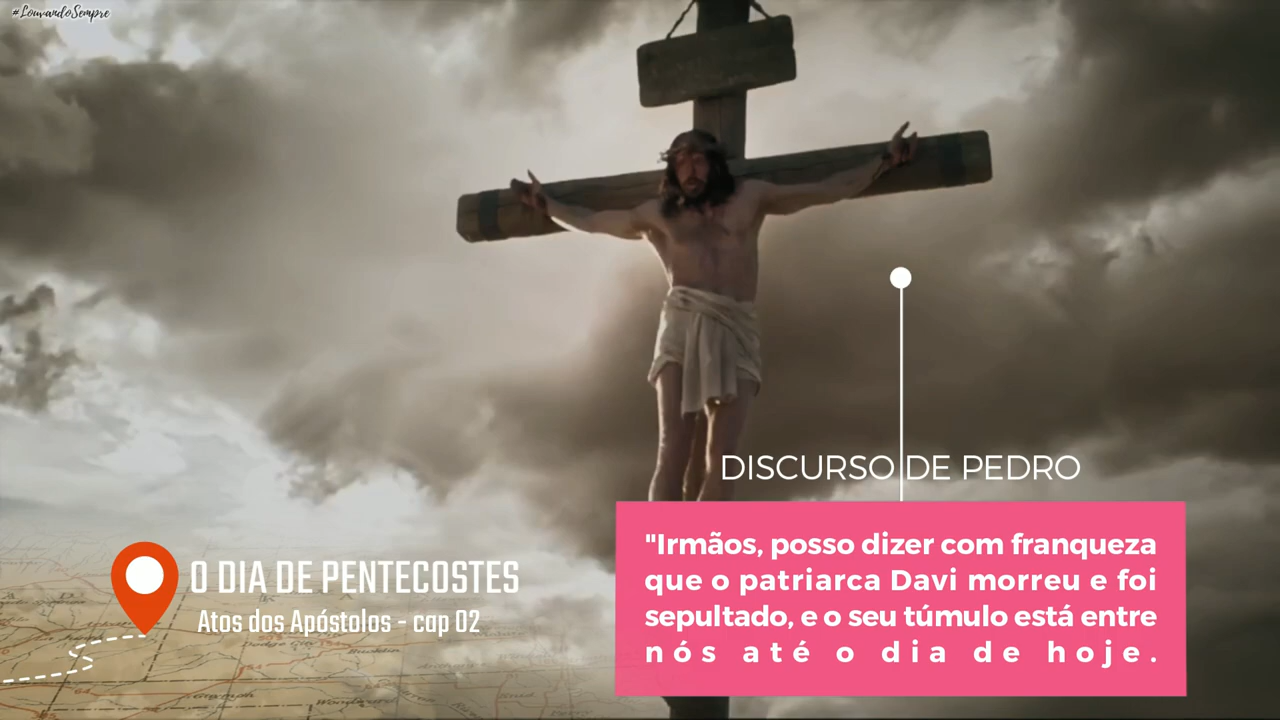 #LouvandoSempre
DISCURSO DE PEDRO
"Irmãos, posso dizer com franqueza
que o patriarca Davi morreu e foi
sepultado, e o seu túmulo está entre
nós até o dia de hoje.
O DIA DE PENTECOSTES
Atos dos Apóstolos - cap 02